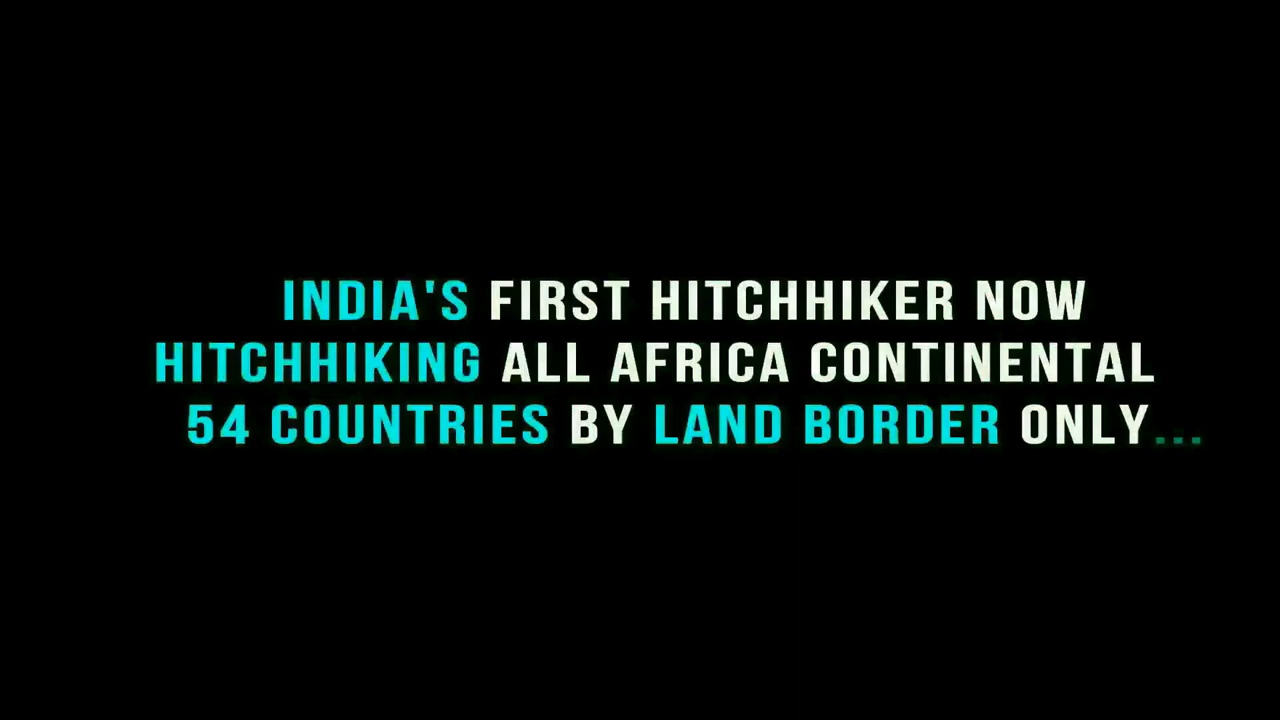 INDIA'S FIRST HITCHHIKER NOW
HITCHHIKING ALL AFRICA CONTINENTAL
54 COUNTRIES BY LAND BORDER ONLY...